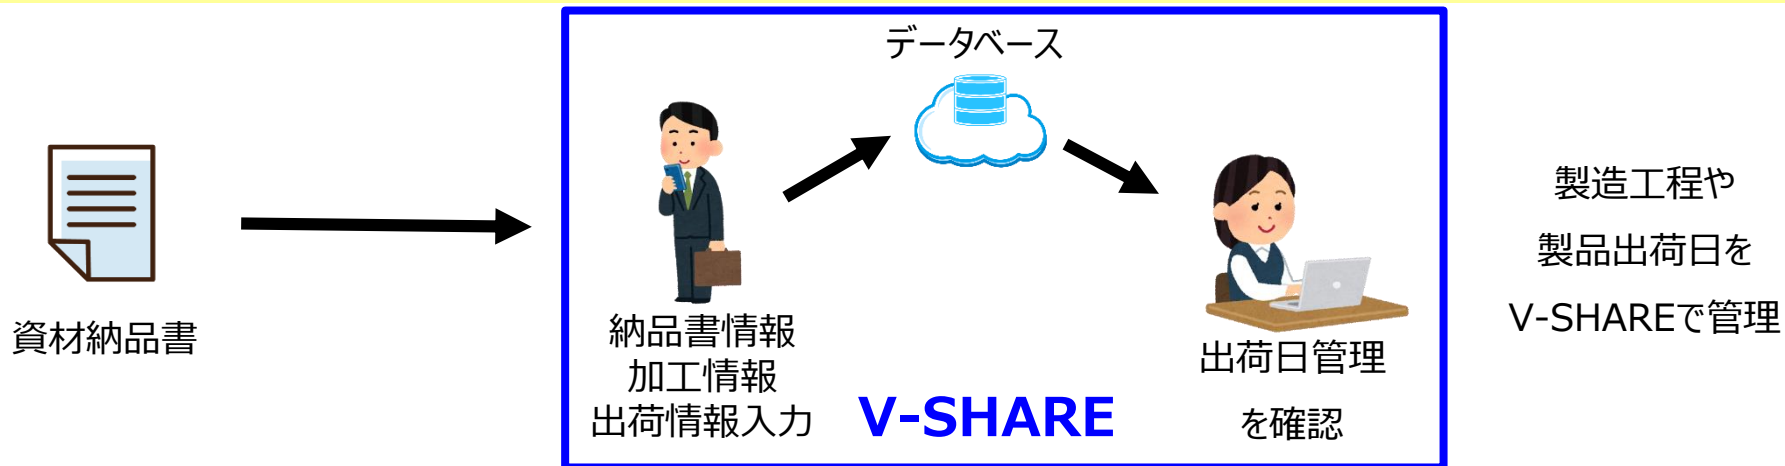 資材納品書
データベース
納品書情報
加工情報
出荷情報入力
V-SHARE
出荷日管理
を確認
製造工程や
製品出荷日を
V-SHAREで管理